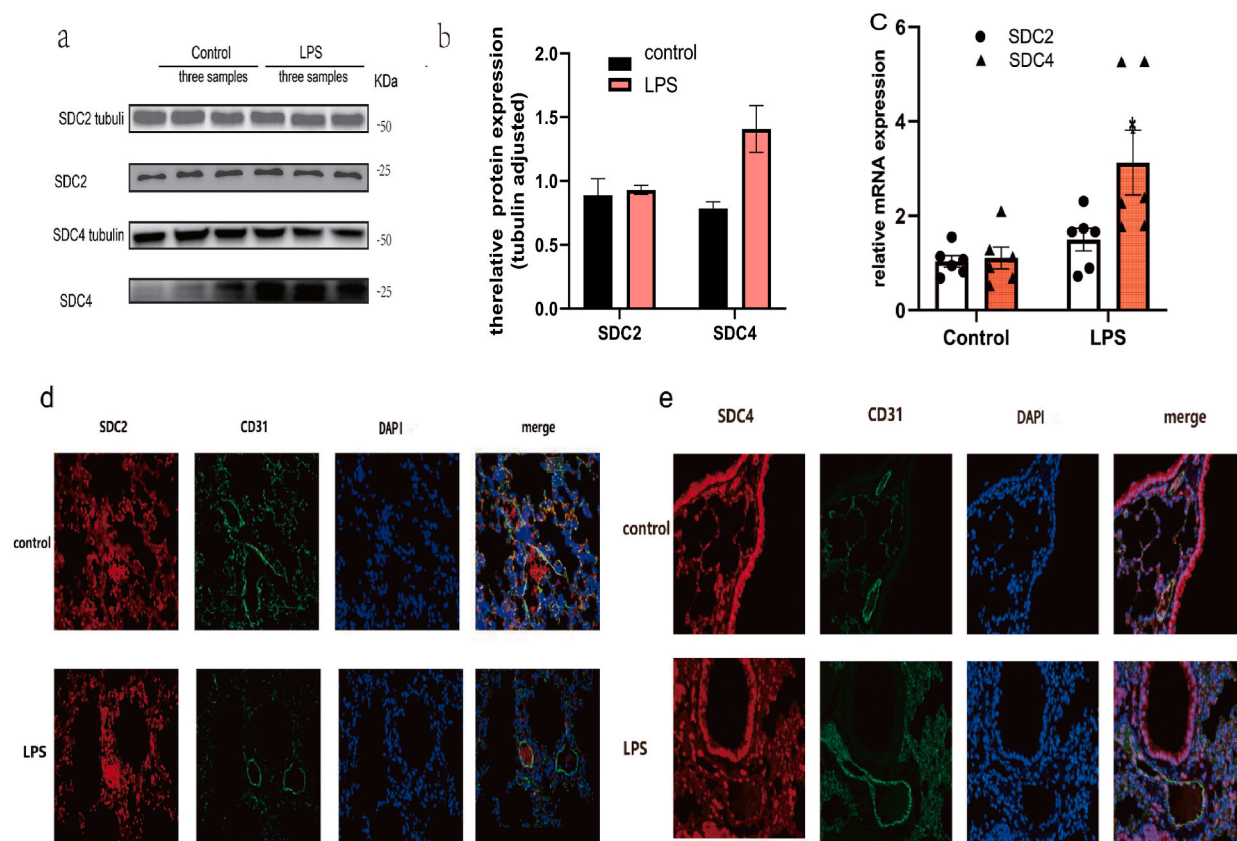 a
Control LPS
three samples three samples KDa
SDC2 tubuli
-50
-25
SDC2
SDC4 tubulin
-50
SDC4
-25
b
therelative protein expression
(tubulin adjusted)
2.0
1.5
1.0
0.5
0.0
control
LPS
SDC2 SDC4
C
relative mRNA expression
6
4
2
0
SDC2
SDC4
Control LPS
d
SDC2 CD31 DAPI merge
control
LPS
e
SDC4 CD31 DAPI merge
control
LPS